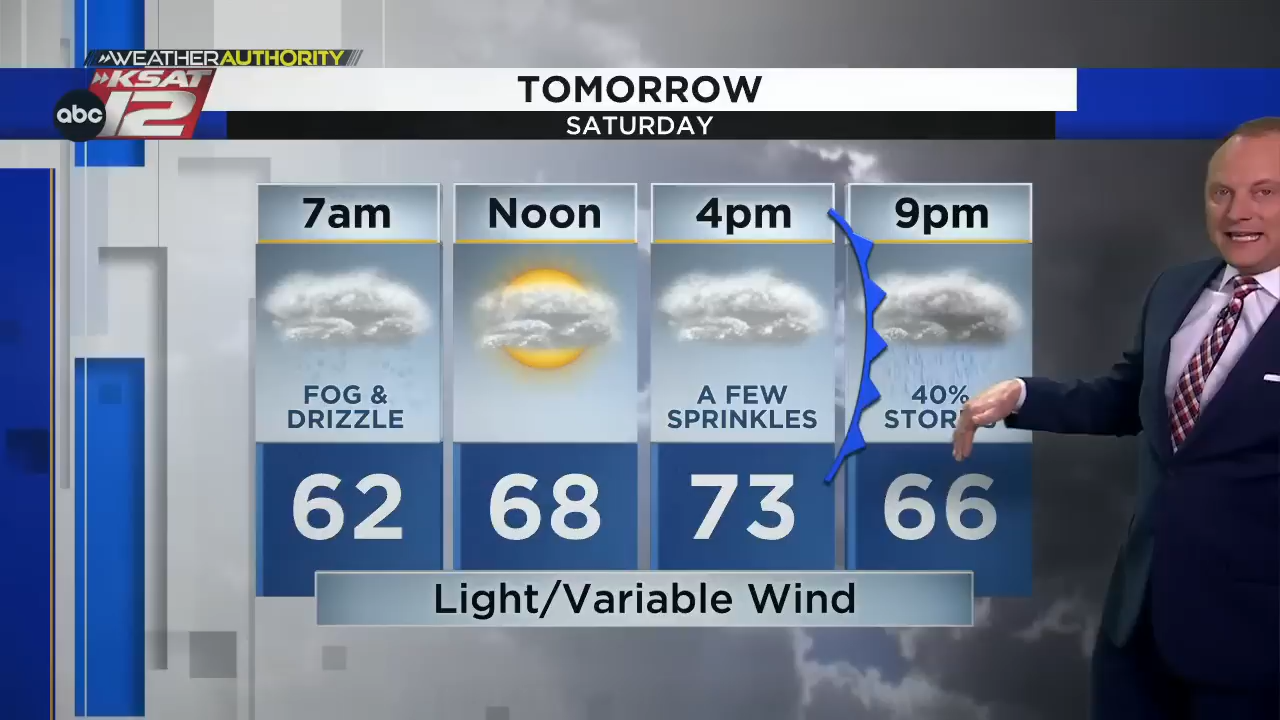 WEATHER AUTHORITY
KSAT
abc 12
TOMORROW
SATURDAY
7am Noon 4pm 9pm
FOG &
DRIZZLE
A FEW
SPRINKLES
40%
62 68 73 66
Light/Variable Wind